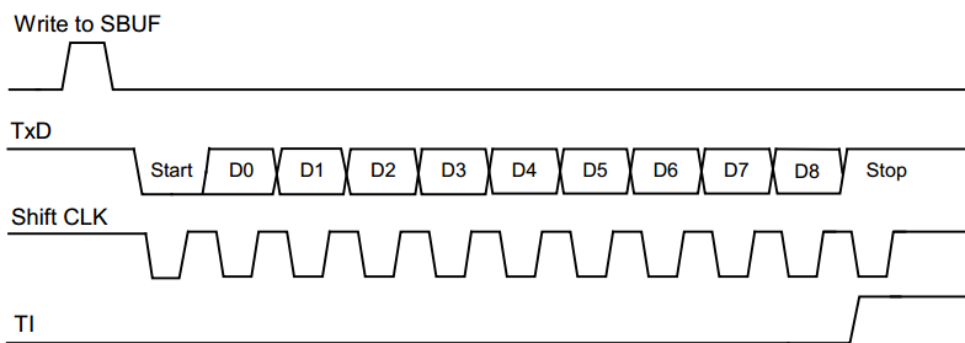 Write to SBUF
TxD
Start D0 D1 D2 D3 D4 D5 D6 D7 D8 Stop
Shift CLK
TI